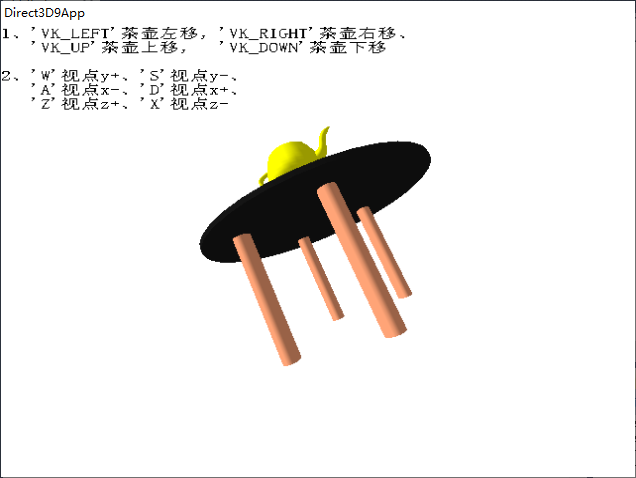 Direct3D9App
1、'VK_LEFT'茶壶左移，'VK_RIGHT'茶壶右移、
'VK_UP'茶壶上移， 'VK_DOWN'茶壶下移
2、'W'视点y+、'S'视点y-、
'A'视点x-、'D'视点x+、
'Z'视点z+、'X'视点z-